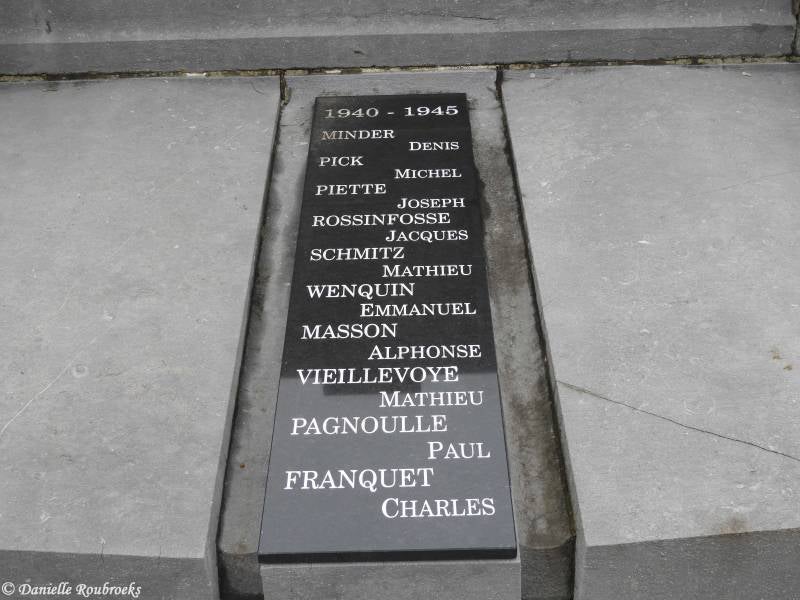 1940 - 1945
MINDER
DENIS
PICK
MICHEL
PIETTE
JOSEPH
ROSSINFOSSE
JACQUES
SCHMITZ
MATHIEU
WENQUIN
EMMANUEL
MASSON
ALPHONSE
VIEILLEVOYE
MATHIEU
PAGNOULLE
PAUL
FRANQUET
CHARLES
© Danielle Roubroeks